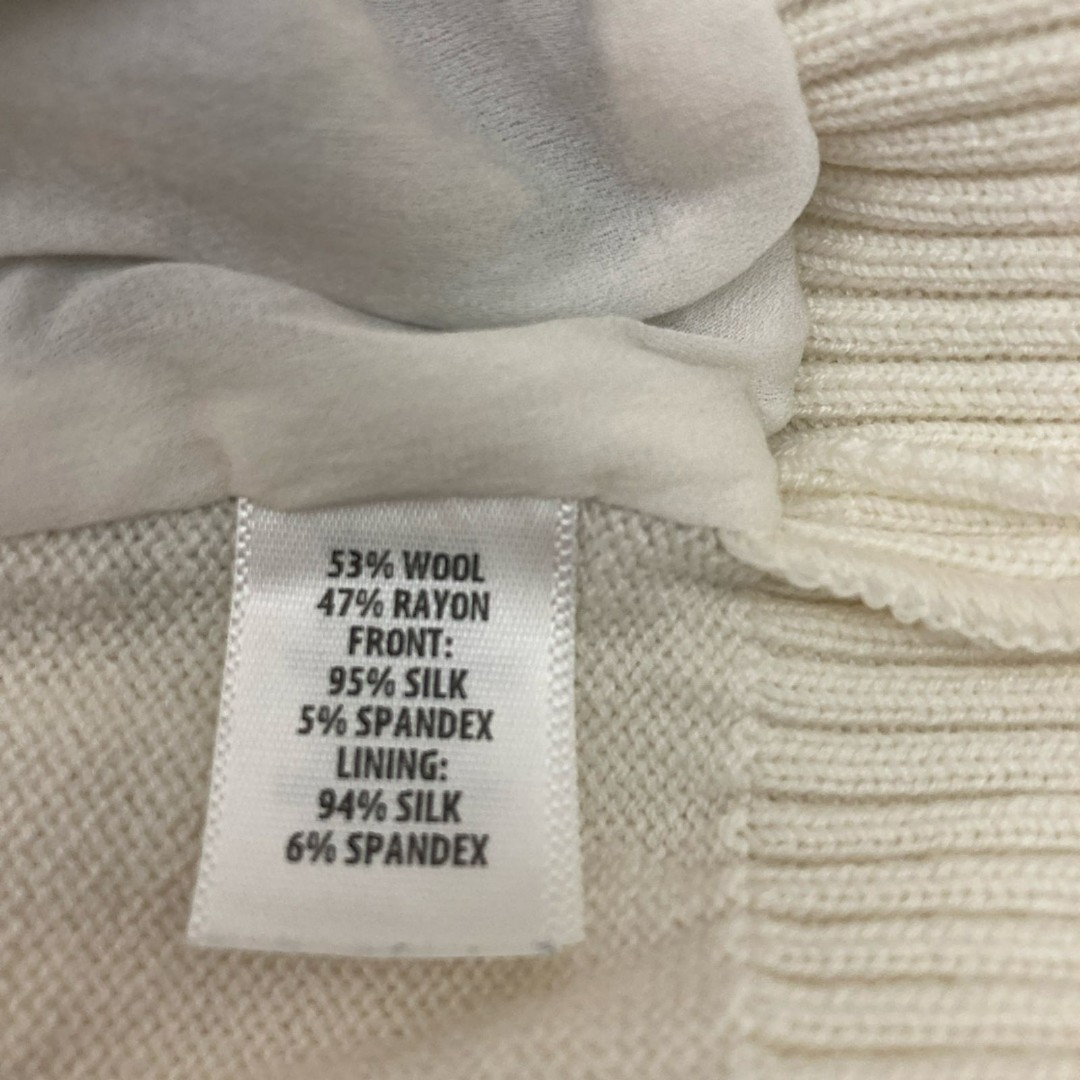 53% WOOL
47% RAYON
FRONT:
95% SILK
5% SPANDEX
LINING:
94% SILK
6% SPANDEX